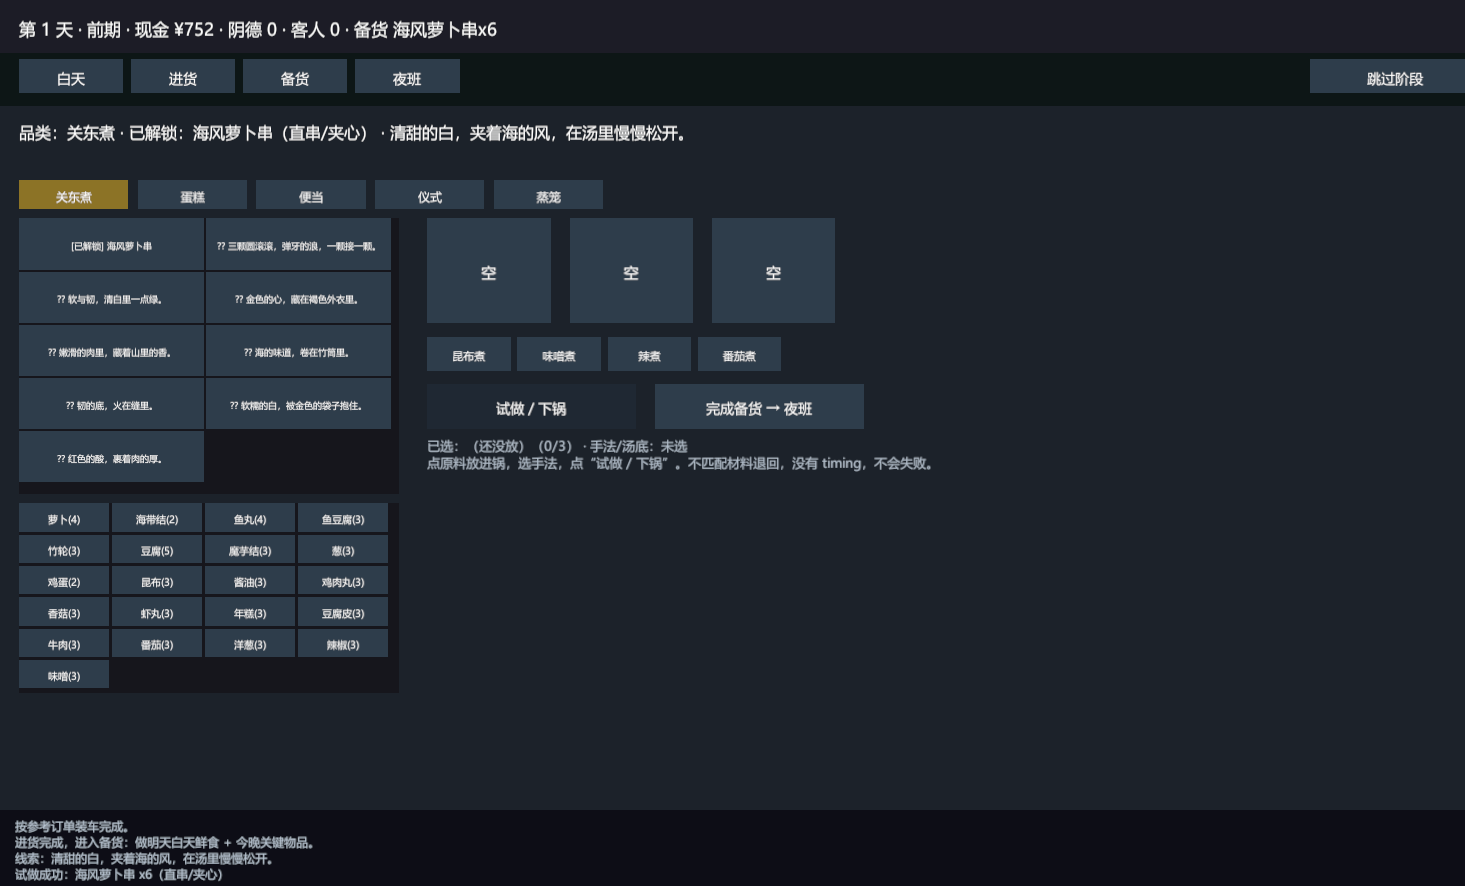 第 1 天 · 前期 · 现金 ¥752 · 阴德 0 · 客人 0 · 备货 海风萝卜串x6
白天 进货 备货 夜班 跳过阶段
品类：关东煮 · 已解锁：海风萝卜串（直串/夹心） · 清甜的白，夹着海的风，在汤里慢慢松开。
关东煮 蛋糕 便当 仪式 蒸笼
[已解锁] 海风萝卜串
?? 三颗圆滚滚，弹牙的浪，一颗接一颗。
?? 软与韧，清白里一点绿。
?? 金色的心，藏在褐色外衣里。
?? 嫩滑的肉里，藏着山里的香。
?? 海的味道，卷在竹筒里。
?? 韧的底，火在缝里。
?? 软糯的白，被金色的袋子抱住。
?? 红色的酸，裹着肉的厚。
空 空 空
昆布煮 味噌煮 辣煮 番茄煮
试做 / 下锅 完成备货 → 夜班
已选：（还没放）（0/3） · 手法/汤底：未选
点原料放进锅，选手法，点“试做 / 下锅”。不匹配材料退回，没有 timing，不会失败。
萝卜(4) 海带结(2) 鱼丸(4) 鱼豆腐(3)
竹轮(3) 豆腐(5) 魔芋结(3) 葱(3)
鸡蛋(2) 昆布(3) 酱油(3) 鸡肉丸(3)
香菇(3) 虾丸(3) 年糕(3) 豆腐皮(3)
牛肉(3) 番茄(3) 洋葱(3) 辣椒(3)
味噌(3)
按参考订单装车完成。
进货完成，进入备货：做明天白天鲜食 + 今晚关键物品。
线索：清甜的白，夹着海的风，在汤里慢慢松开。
试做成功：海风萝卜串 x6（直串/夹心）